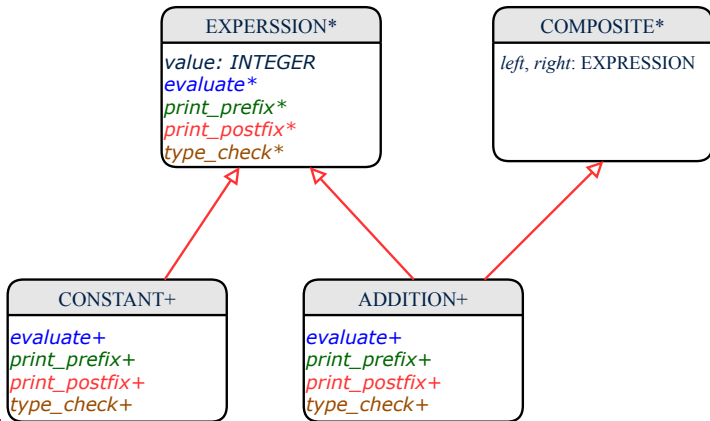 EXPERSSION*
value: INTEGER
evaluate*
print_prefix*
print_postfix*
type_check*
COMPOSITE*
left, right: EXPRESSION
CONSTANT+
evaluate+
print_prefix+
print_postfix+
type_check+
ADDITION+
evaluate+
print_prefix+
print_postfix+
type_check+